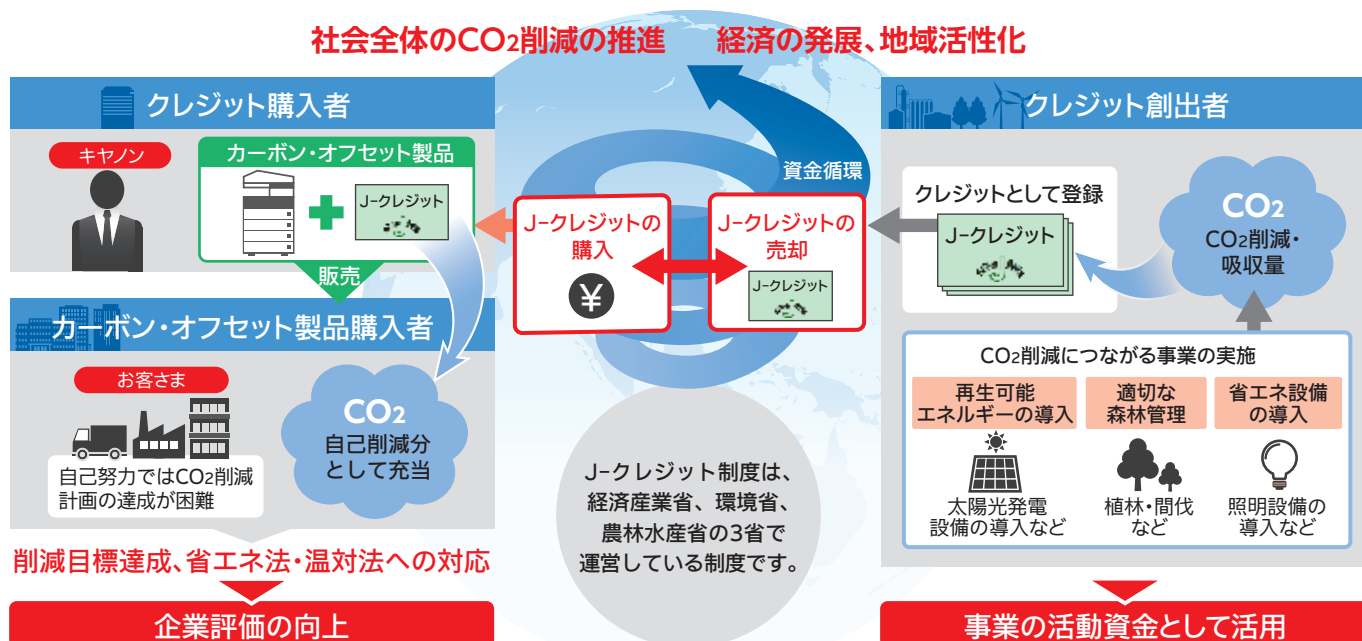 社会全体のCO2削減の推進 経済の発展、地域活性化
クレジット購入者
キヤノン
カーボン・オフセット製品
J-クレジット
販売
カーボン・オフセット製品購入者
お客さま
自己努力ではCO2削減
計画の達成が困難
CO2
自己削減分
として充当
削減目標達成、省エネ法・温対法への対応
企業評価の向上
資金循環
J-クレジットの
購入
¥
J-クレジットの
売却
J-クレジット
J-クレジット制度は、
経済産業省、環境省、
農林水産省の3省で
運営している制度です。
クレジット創出者
クレジットとして登録
J-クレジット
CO2
CO2削減・
吸収量
CO2削減につながる事業の実施
再生可能
エネルギーの導入
太陽光発電
設備の導入など
適切な
森林管理
植林・間伐
など
省エネ設備
の導入
照明設備の
導入など
事業の活動資金として活用